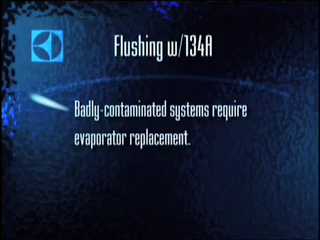 Flushing w/134A
Badly-contaminated systems require
evaporator replacement.